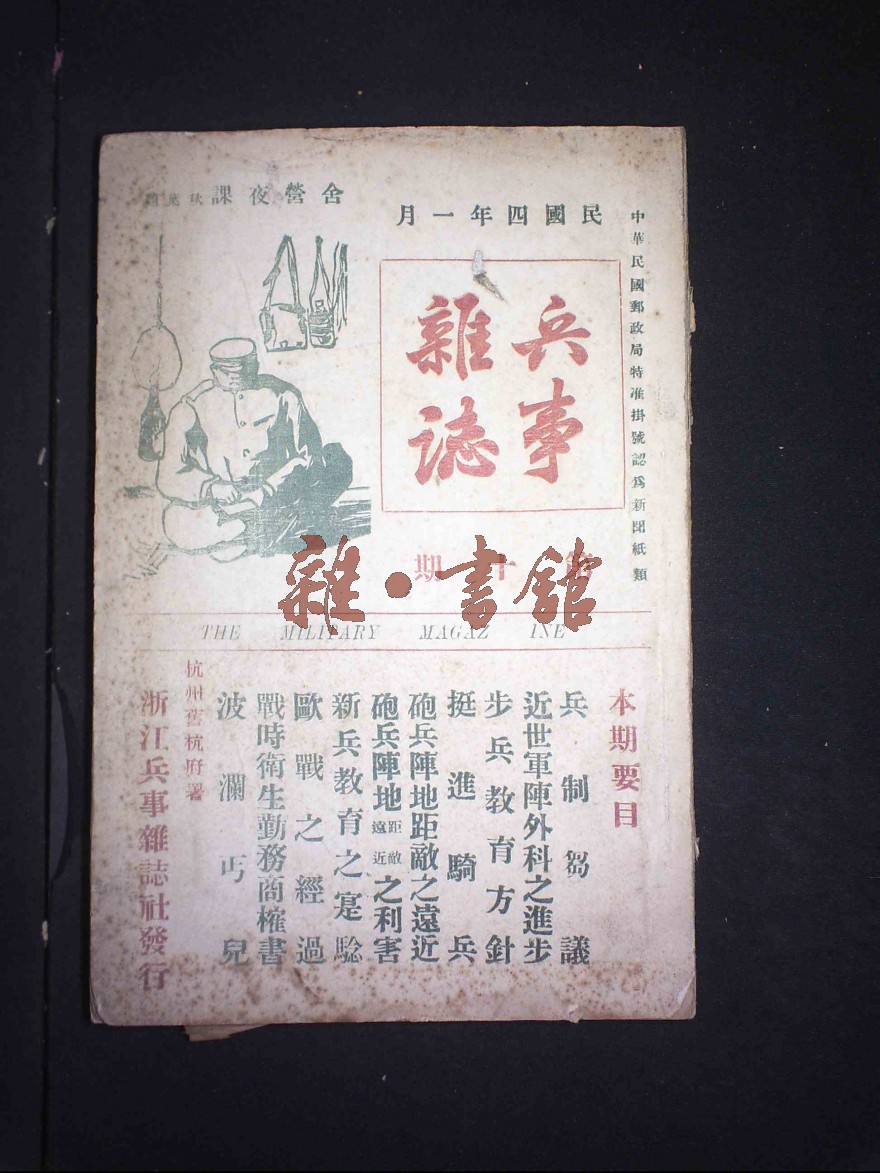 中華民國郵政局特准掛號認爲新聞紙類
民國四年一月
兵事
雜誌
十期
舍營夜課
雜·書館
THE MILITARY MAGAZINE
本期要目
兵制芻議
近世軍陣外科之進步
步兵教育方針
挺進騎兵
砲兵陣地距敵之遠近
砲兵陣地距敵遠近之利害
新兵教育之寔騐
歐戰之經過
戰時衛生勤務商榷書
波瀾丐兒
杭州舊杭府署
浙江兵事雜誌社發行